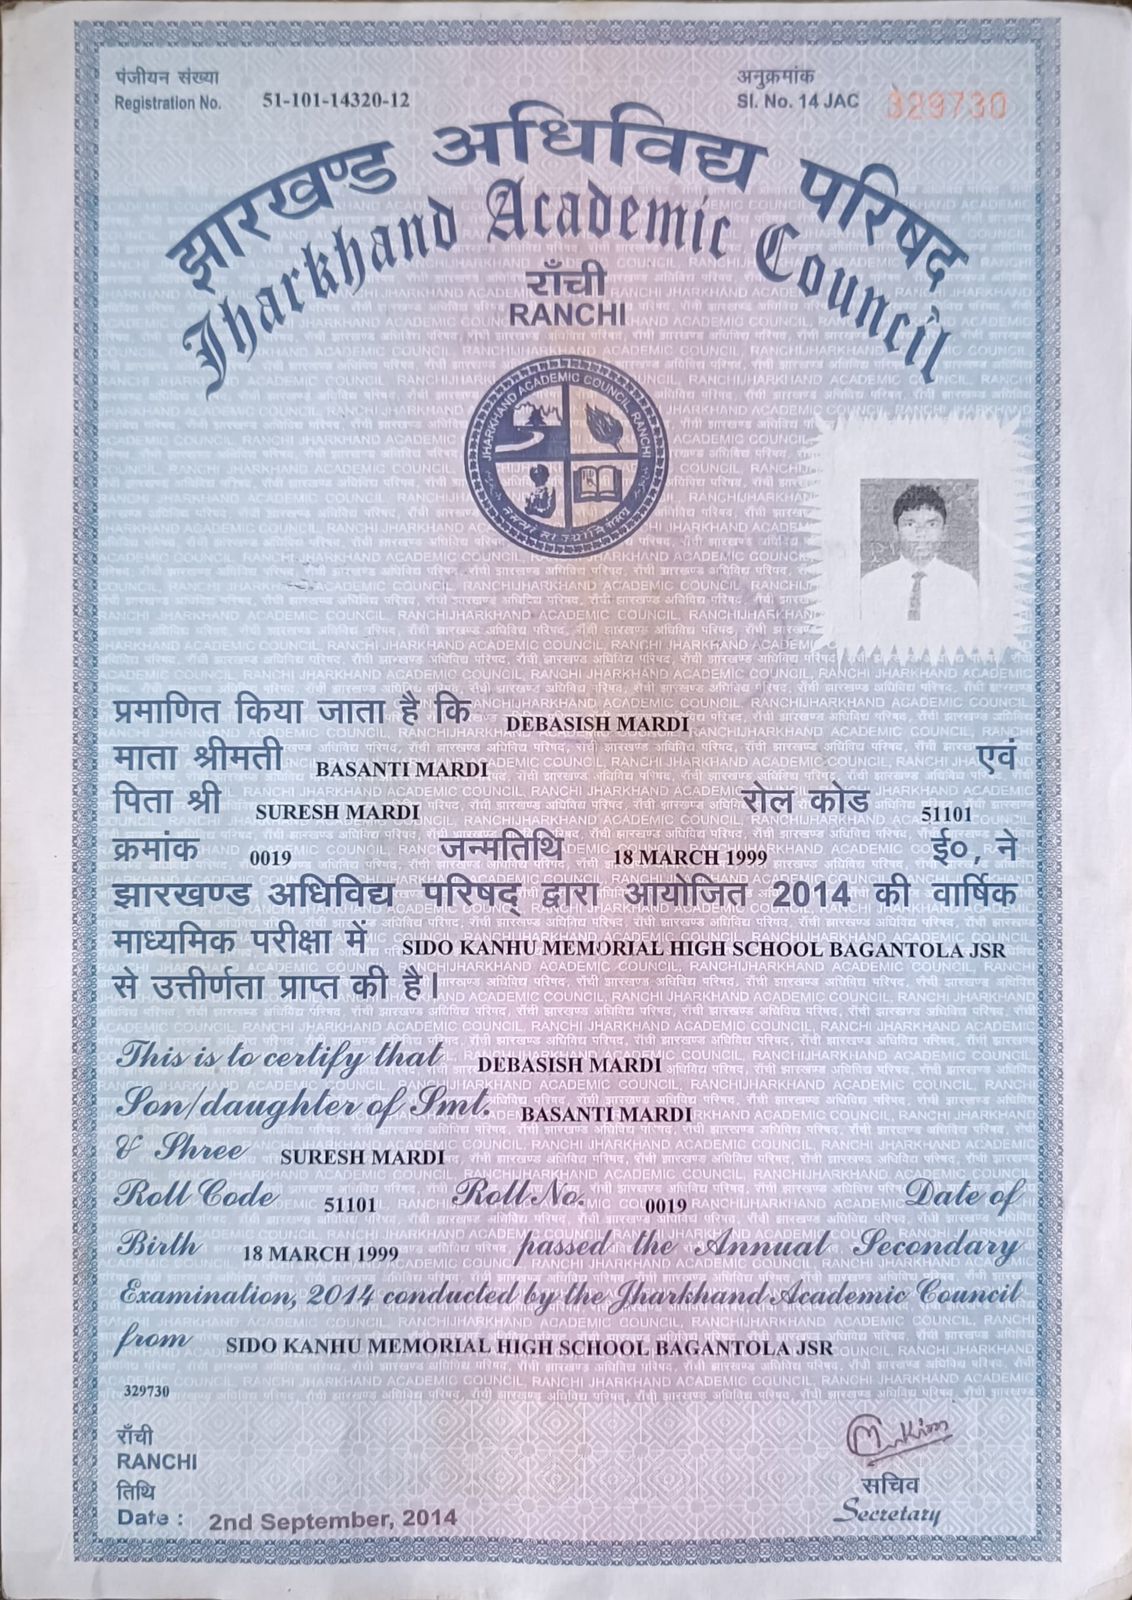 पंजीयन संख्या
Registration No. 51-101-14320-12
अनुक्रमांक
Sl. No. 14 JAC 329730
झारखण्ड अधिविद्य परिषद
Jharkhand Academic Council
राँची
RANCHI
JHARKHAND ACADEMIC COUNCIL, RANCHI
प्रमाणित किया जाता है कि DEBASISH MARDI
माता श्रीमती BASANTI MARDI एवं
पिता श्री SURESH MARDI रोल कोड 51101
क्रमांक 0019 जन्मतिथि 18 MARCH 1999 ई०, ने
झारखण्ड अधिविद्य परिषद् द्वारा आयोजित 2014 की वार्षिक
माध्यमिक परीक्षा में SIDO KANHU MEMORIAL HIGH SCHOOL BAGANTOLA JSR
से उत्तीर्णता प्राप्त की है।
This is to certify that DEBASISH MARDI
Son/daughter of Smt. BASANTI MARDI
& Shree SURESH MARDI
Roll Code 51101 Roll No. 0019 Date of
Birth 18 MARCH 1999 passed the Annual Secondary
Examination, 2014 conducted by the Jharkhand Academic Council
from SIDO KANHU MEMORIAL HIGH SCHOOL BAGANTOLA JSR
329730
राँची
RANCHI
तिथि
Date : 2nd September, 2014
सचिव
Secretary